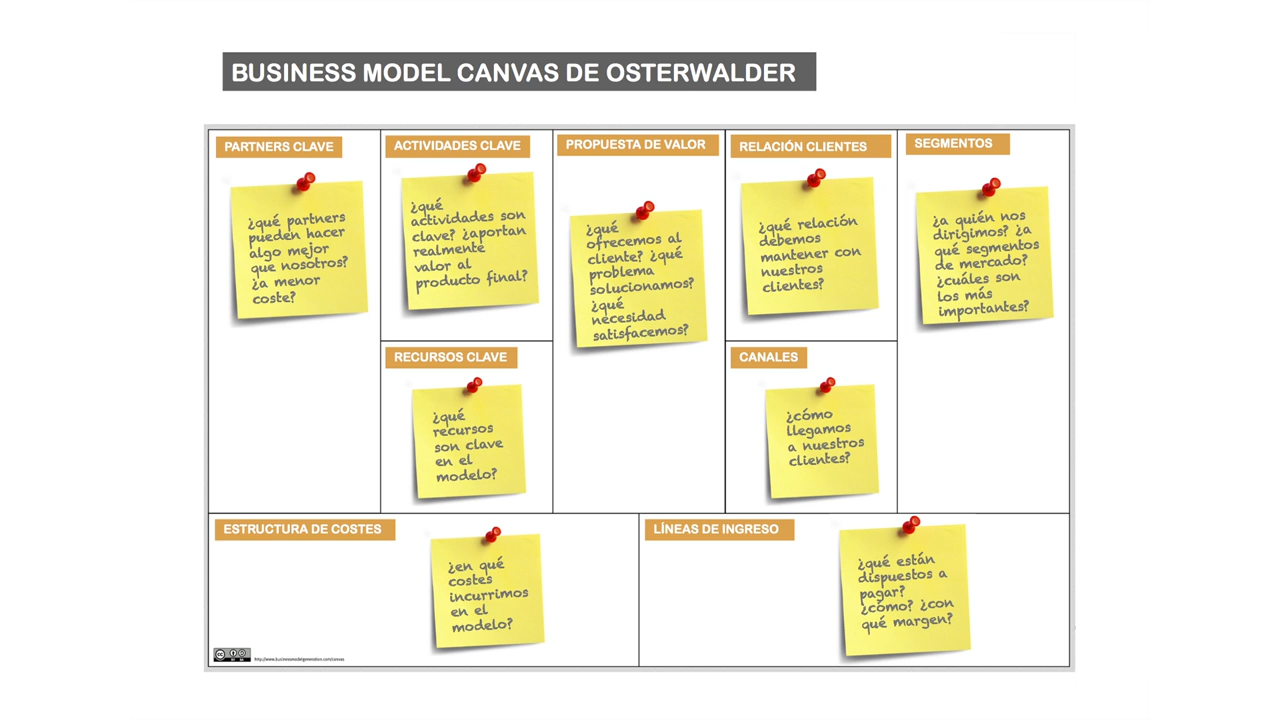 BUSINESS MODEL CANVAS DE OSTERWALDER
PARTNERS CLAVE
¿qué partners
pueden hacer
algo mejor
que nosotros?
¿a menor
coste?
ACTIVIDADES CLAVE
¿qué
actividades son
clave? ¿aportan
realmente
valor al
producto final?
RECURSOS CLAVE
¿qué
recursos
son clave
en el
modelo?
PROPUESTA DE VALOR
¿qué
ofrecemos al
cliente? ¿qué
problema
solucionamos?
¿qué
necesidad
satisfacemos?
RELACIÓN CLIENTES
¿qué relación
debemos
mantener con
nuestros
clientes?
CANALES
¿cómo
llegamos
a nuestros
clientes?
SEGMENTOS
¿a quién nos
dirigimos? ¿a
qué segmentos
de mercado?
¿cuáles son
los más
importantes?
ESTRUCTURA DE COSTES
¿en qué
costes
incurrimos
en el
modelo?
LÍNEAS DE INGRESO
¿qué están
dispuestos a
pagar?
¿cómo? ¿con
qué margen?
http://www.businessmodelgeneration.com/canvas